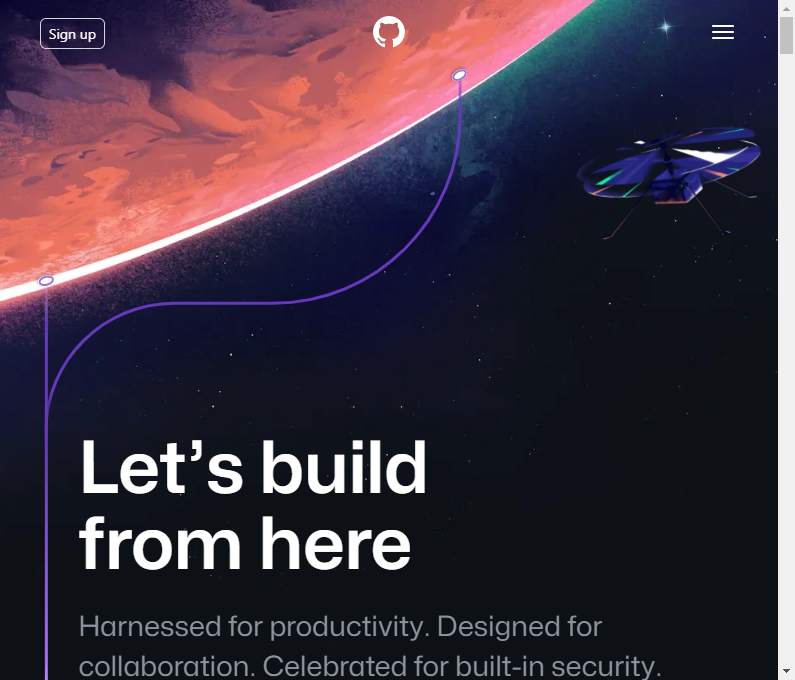 Sign up
Let’s build
from here
Harnessed for productivity. Designed for
collaboration. Celebrated for built-in security.